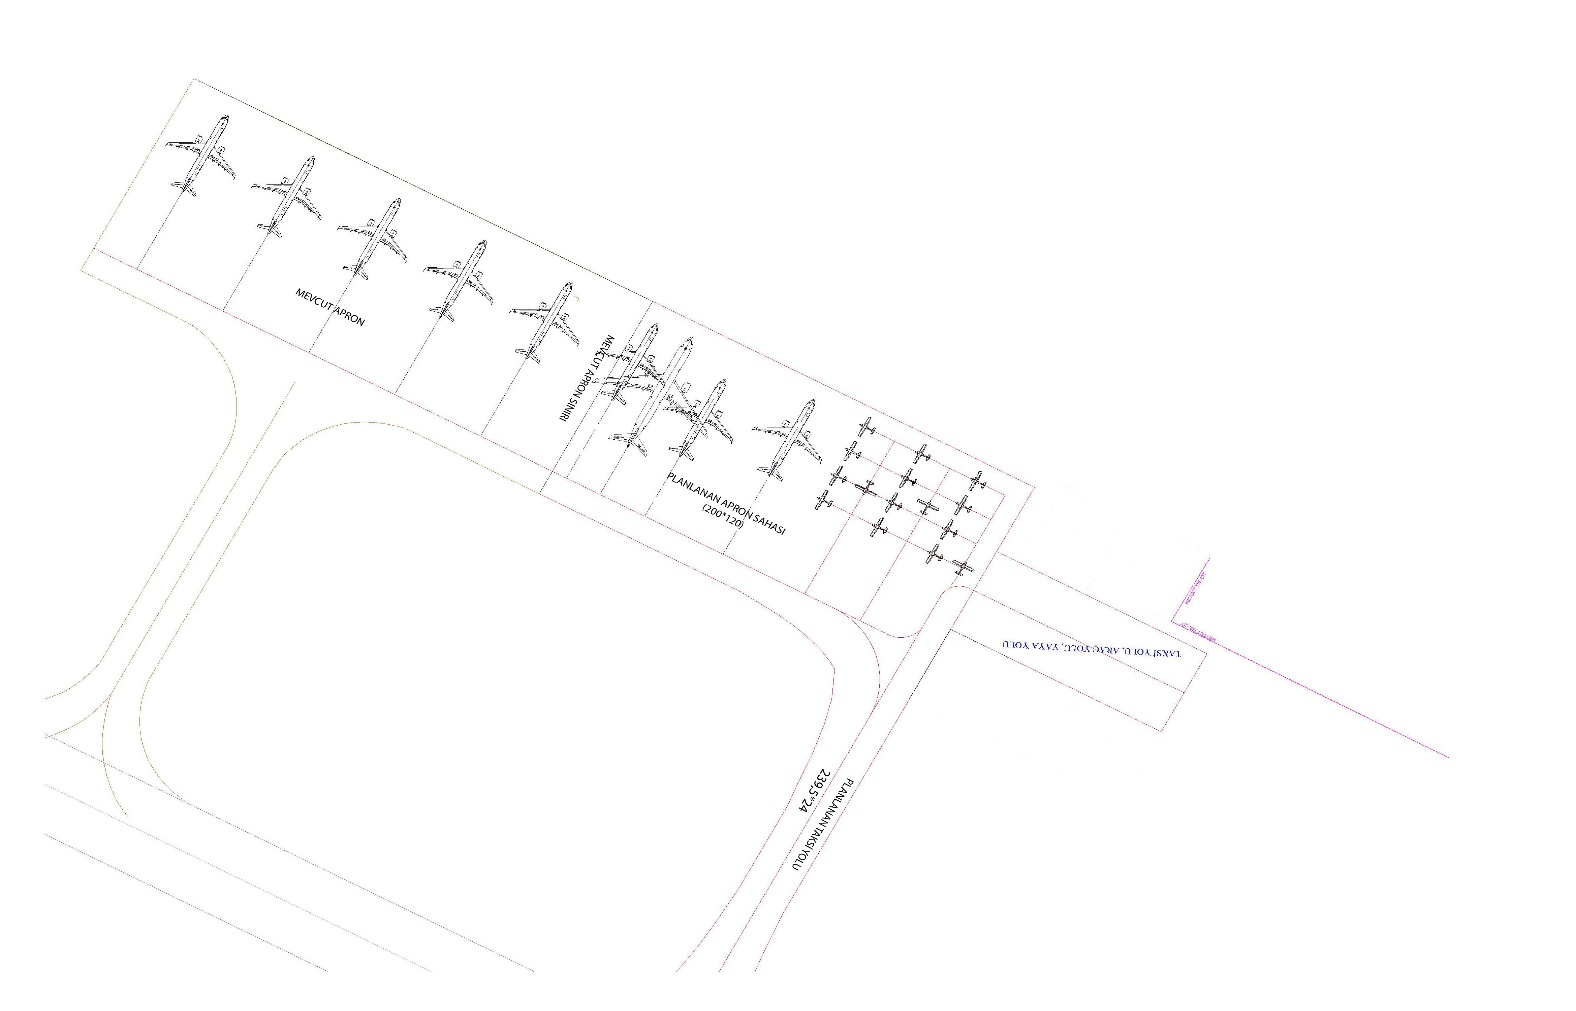 MEVCUT APRON
MEVCUT APRON SINIRI
PLANLANAN APRON SAHASI
(200*120)
TAKSİ YOLU, ARAÇ YOLU, YAYA YOLU
239,5*24
PLANLANAN TAKSİ YOLU